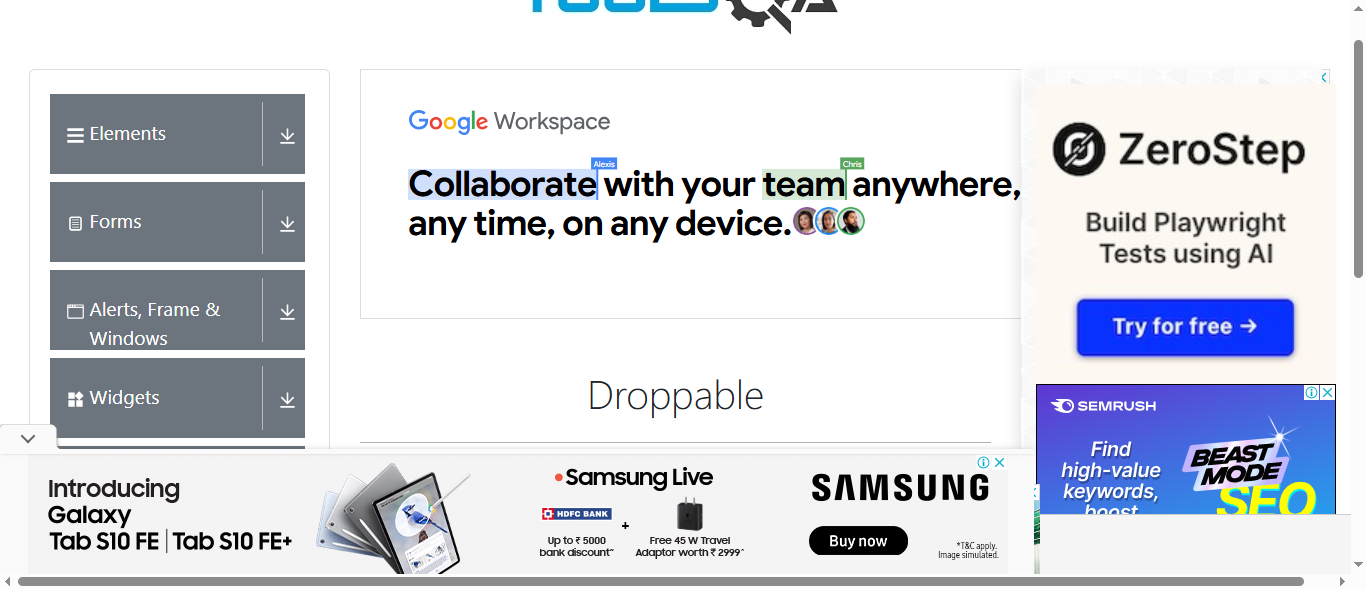 TOOLSQA
Elements
Forms
Alerts, Frame &
Windows
Widgets
Google Workspace
Alexis
Chris
Collaborate with your team anywhere,
any time, on any device.
Droppable
ZeroStep
Build Playwright
Tests using AI
Try for free →
SEMRUSH
Find
high-value
keywords,
boost
BEAST
MODE
SEO
Introducing
Galaxy
Tab S10 FE | Tab S10 FE+
Samsung Live
HDFC BANK
+
Up to ₹ 5000
bank discount~
Free 45 W Travel
Adaptor worth ₹ 2999^
SAMSUNG
Buy now
*T&C apply.
Image simulated.